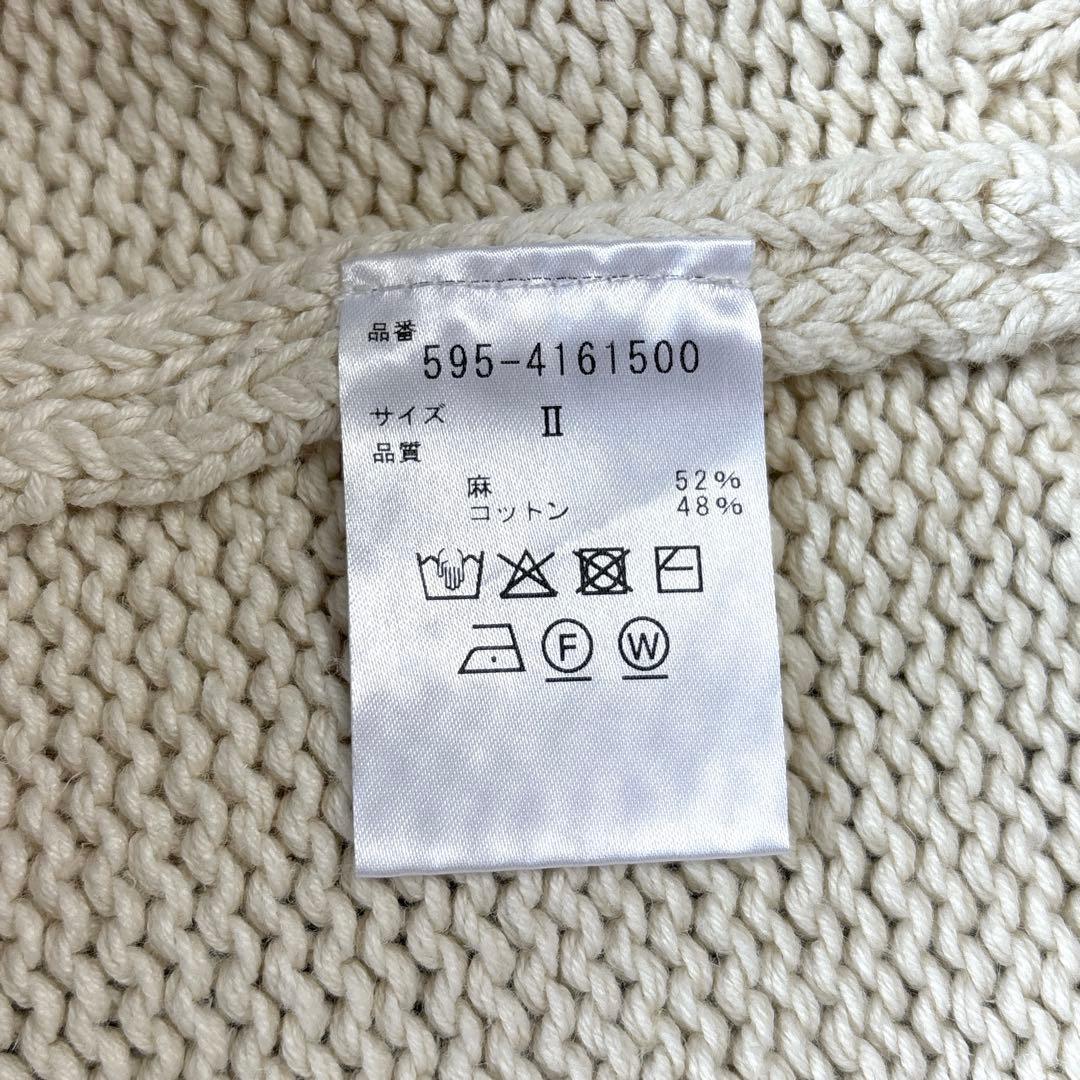 品番
595-4161500
サイズ Ⅱ
品質
麻 52%
コットン 48%
F W